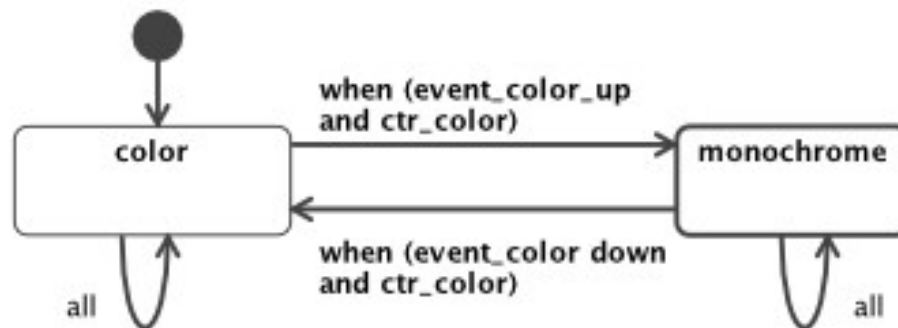 when (event_color_up
and ctr_color)
color
monochrome
when (event_color down
and ctr_color)
all
all